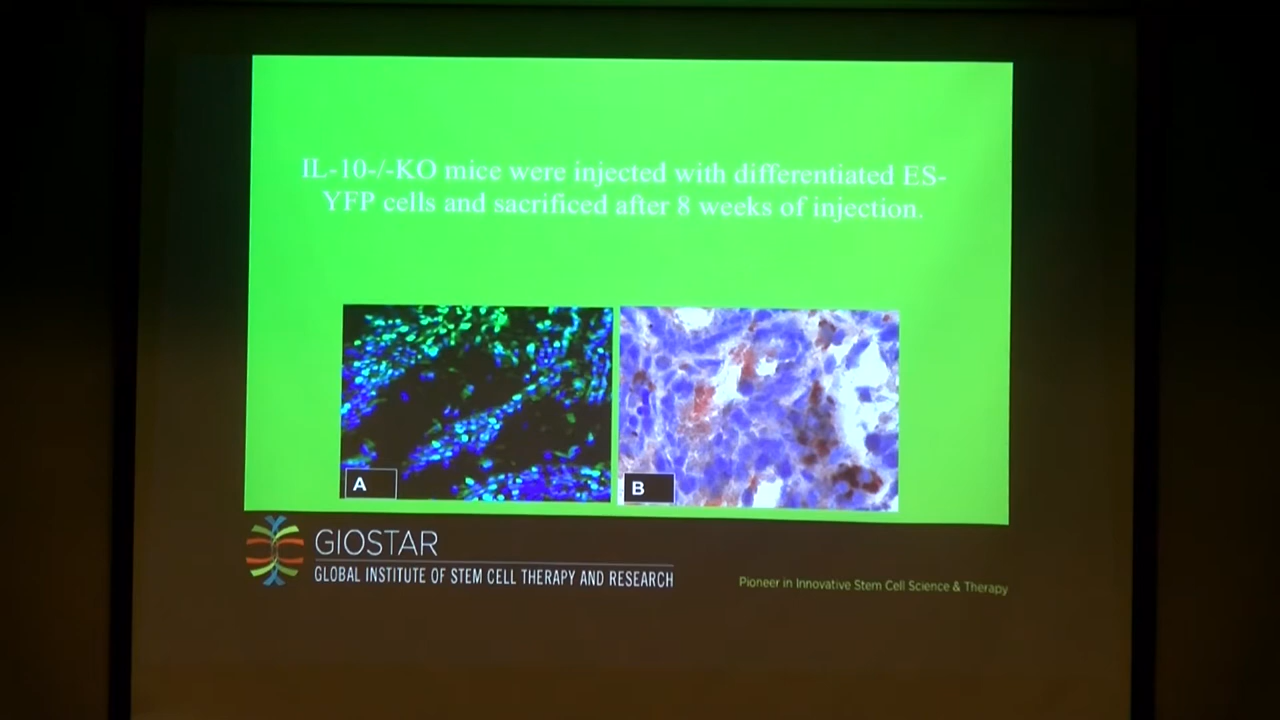 IL-10-/-KO mice were injected with differentiated ES-
YFP cells and sacrificed after 8 weeks of injection.
A
B
GIOSTAR
GLOBAL INSTITUTE OF STEM CELL THERAPY AND RESEARCH
Pioneer in Innovative Stem Cell Science & Therapy